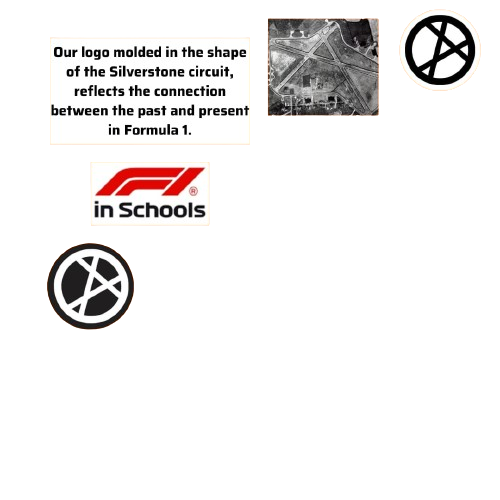 Our logo molded in the shape
of the Silverstone circuit,
reflects the connection
between the past and present
in Formula 1.
F1®
in Schools